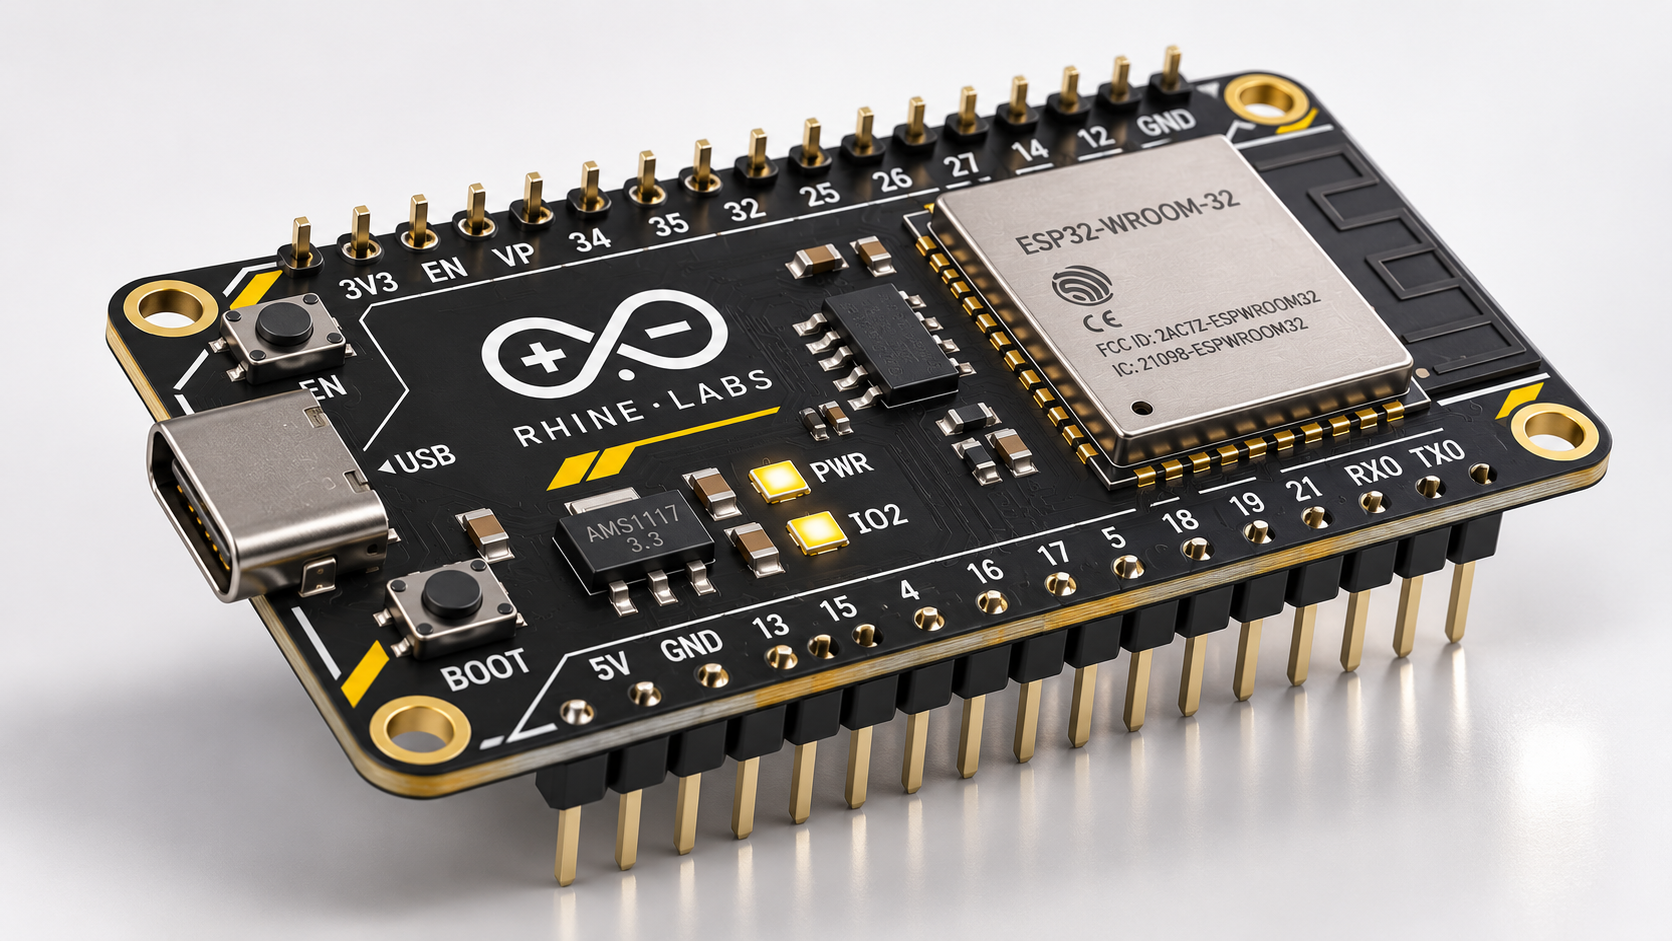 3V3 EN VP 34 35 32 25 26 27 14 12 GND
EN
+ -
RHINE·LABS
USB
PWR
IO2
AMS1117
3.3
BOOT
ESP32-WROOM-32
CE
FCC ID: 2AC7Z-ESPWROOM32
IC: 21098-ESPWROOM32
5V GND 13 15 4 16 17 5 18 19 21 RX0 TX0